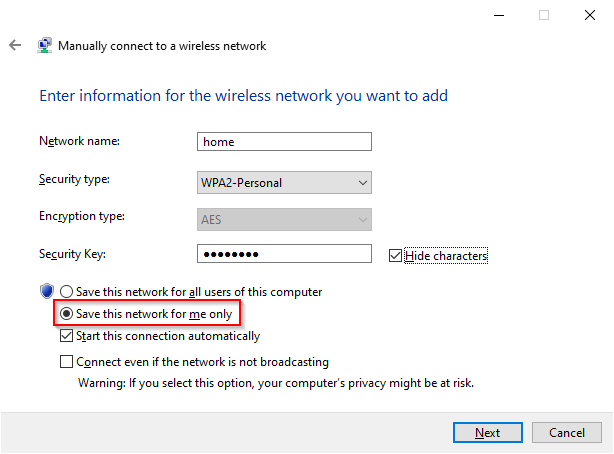 Manually connect to a wireless network
Enter information for the wireless network you want to add
Network name: home
Security type: WPA2-Personal
Encryption type: AES
Security Key: ●●●●●●●● Hide characters
Save this network for all users of this computer
Save this network for me only
Start this connection automatically
Connect even if the network is not broadcasting
Warning: If you select this option, your computer's privacy might be at risk.
Next Cancel